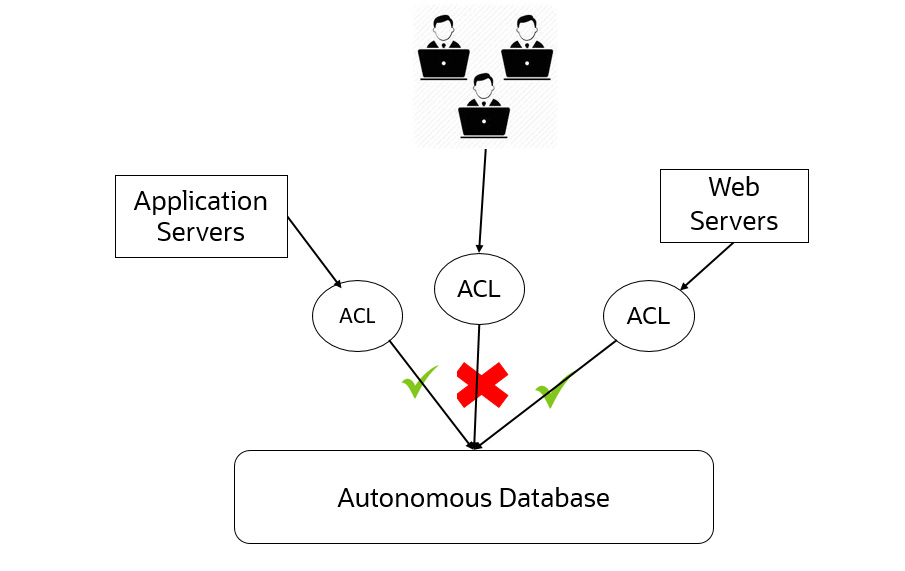 Application
Servers
Web
Servers
ACL
ACL
ACL
Autonomous Database